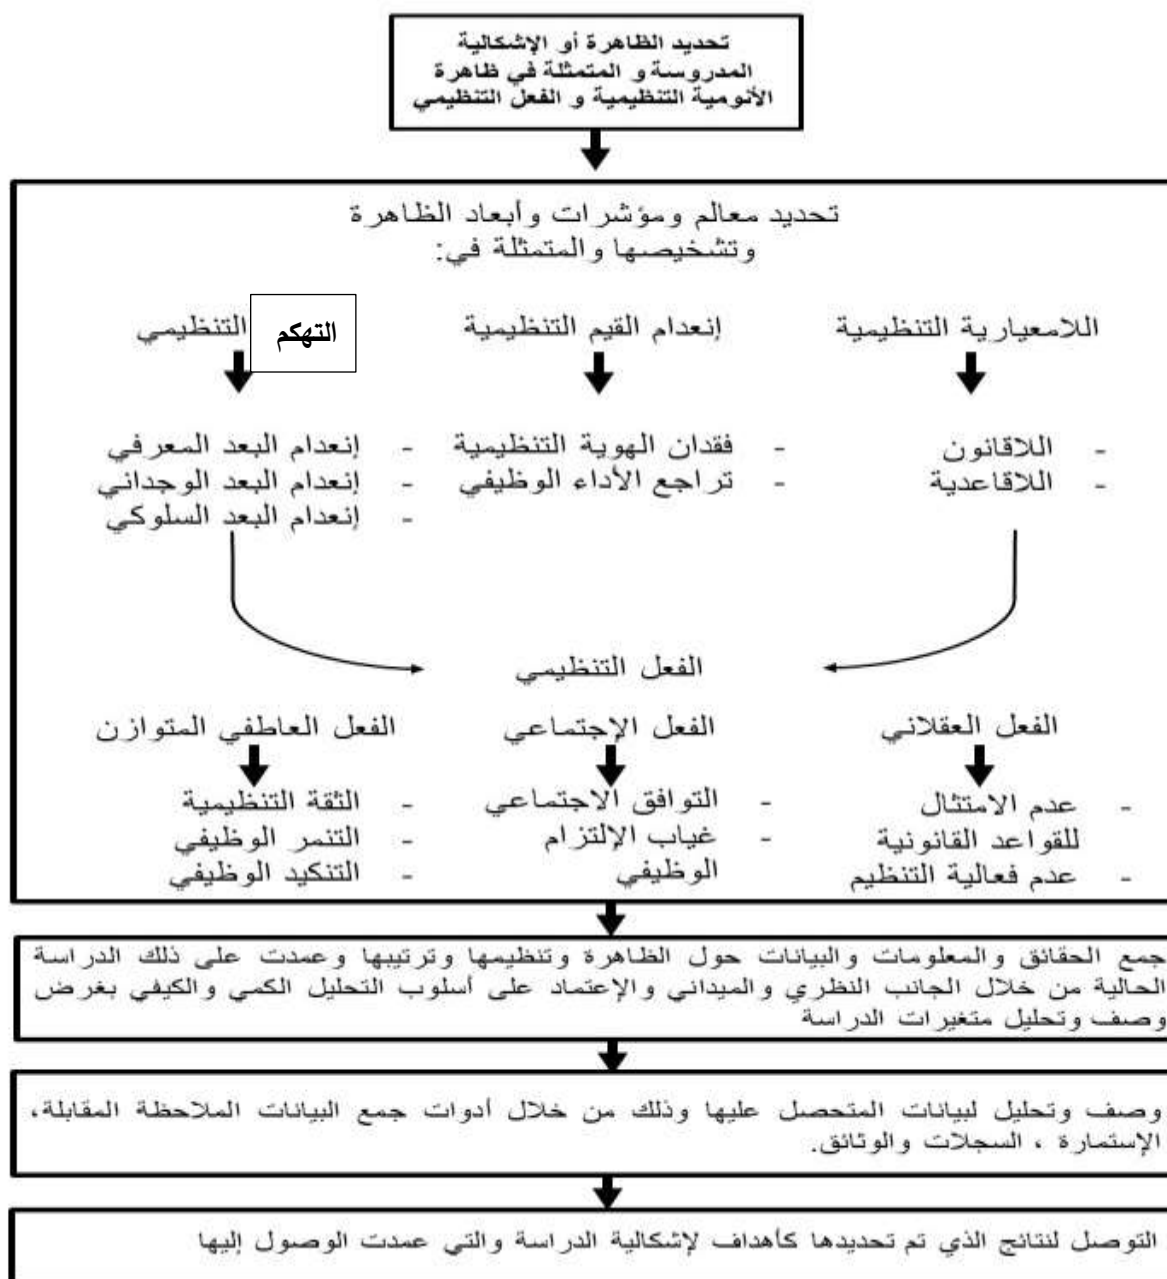 تحديد الظاهرة أو الإشكالية
المدروسة و المتمثلة في ظاهرة
الأنومية التنظيمية و الفعل التنظيمي
تحديد معالم ومؤشرات وأبعاد الظاهرة
وتشخيصها والمتمثلة في:
اللامعيارية التنظيمية
إنعدام القيم التنظيمية
التهكم التنظيمي
- اللاقانون
- اللاقاعدية
- فقدان الهوية التنظيمية
- تراجع الأداء الوظيفي
- إنعدام البعد المعرفي
- إنعدام البعد الوجداني
- إنعدام البعد السلوكي
الفعل التنظيمي
الفعل العقلاني
الفعل الإجتماعي
الفعل العاطفي المتوازن
- عدم الامتثال
للقواعد القانونية
- عدم فعالية التنظيم
- التوافق الاجتماعي
- غياب الإلتزام
الوظيفي
- الثقة التنظيمية
- التنمر الوظيفي
- التنكيد الوظيفي
جمع الحقائق والمعلومات والبيانات حول الظاهرة وتنظيمها وترتيبها وعمدت على ذلك الدراسة
الحالية من خلال الجانب النظري والميداني والإعتماد على أسلوب التحليل الكمي والكيفي بغرض
وصف وتحليل متغيرات الدراسة
وصف وتحليل لبيانات المتحصل عليها وذلك من خلال أدوات جمع البيانات الملاحظة المقابلة،
الإستمارة ، السجلات والوثائق.
التوصل لنتائج الذي تم تحديدها كأهداف لإشكالية الدراسة والتي عمدت الوصول إليها